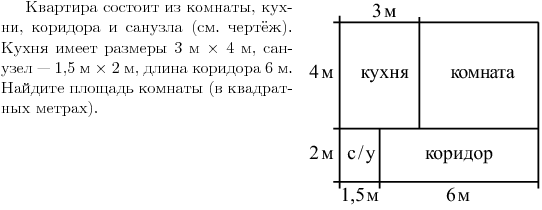 Квартира состоит из комнаты, кух-
ни, коридора и санузла (см. чертёж).
Кухня имеет размеры 3 м × 4 м, сан-
узел — 1,5 м × 2 м, длина коридора 6 м.
Найдите площадь комнаты (в квадрат-
ных метрах).
3 м
4 м кухня комната
2 м с/у коридор
1,5 м 6 м